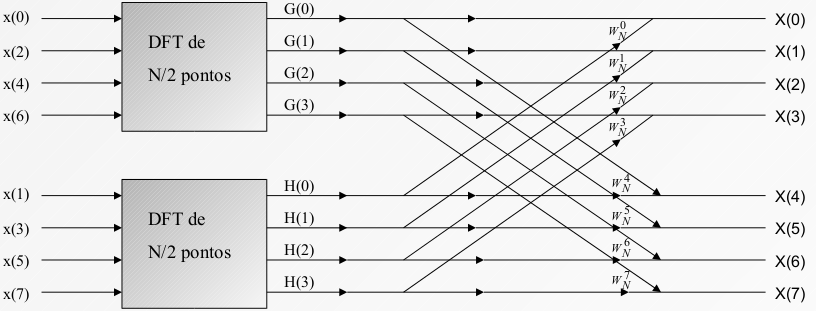 x(0) G(0) X(0)
DFT de
W_N^0
x(2) G(1) X(1)
N/2 pontos
W_N^1
x(4) G(2) X(2)
W_N^2
x(6) G(3) X(3)
W_N^3
x(1) H(0) W_N^4 X(4)
DFT de
x(3) H(1) W_N^5 X(5)
N/2 pontos
x(5) H(2) W_N^6 X(6)
x(7) H(3) W_N^7 X(7)